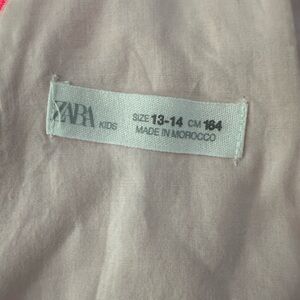 ZARA KIDS
SIZE 13-14 CM 164
MADE IN MOROCCO